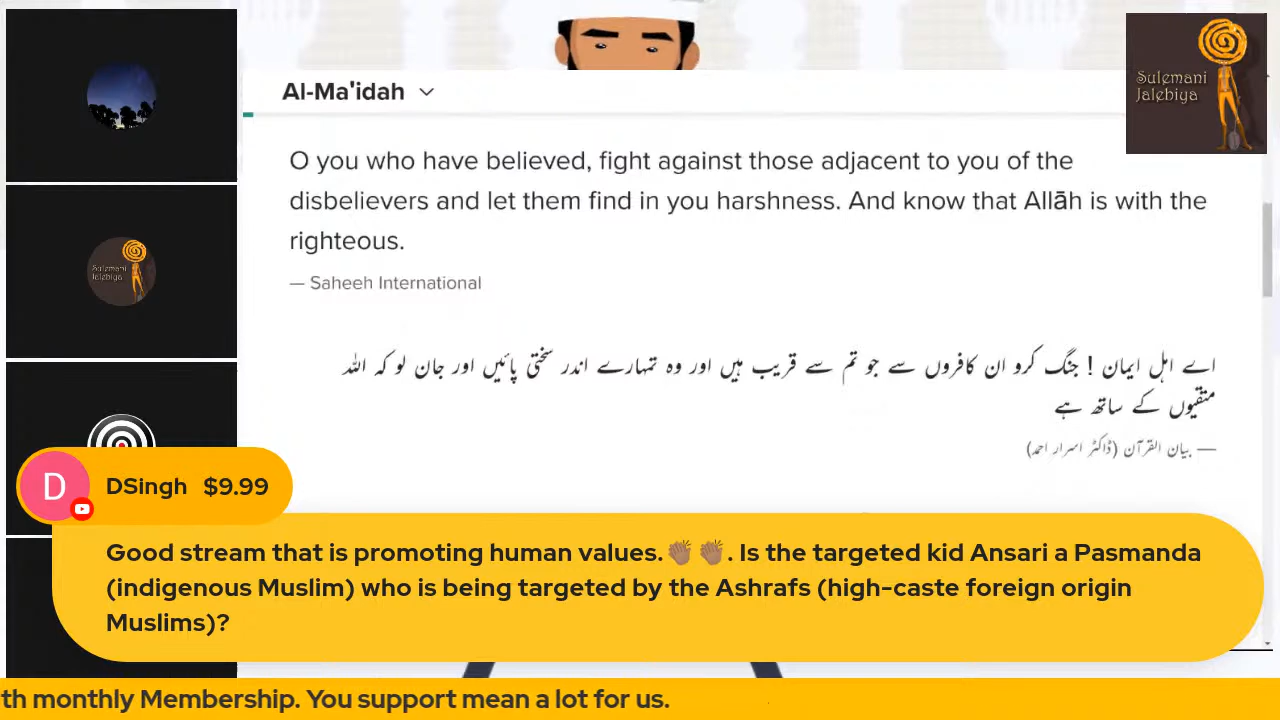 Al-Ma'idah
Sulemani
Jalebiya
O you who have believed, fight against those adjacent to you of the
disbelievers and let them find in you harshness. And know that Allāh is with the
righteous.
— Saheeh International
Sulemani
Jalebiya
اے اہل ایمان ! جنگ کرو ان کافروں سے جو تم سے قریب ہیں اور وہ تمہارے اندر سختی پائیں اور جان لو کہ اللہ
متقیوں کے ساتھ ہے
— بیان القرآن (ڈاکٹر اسرار احمد)
D
DSingh $9.99
Good stream that is promoting human values.👏🏽👏🏽. Is the targeted kid Ansari a Pasmanda
(indigenous Muslim) who is being targeted by the Ashrafs (high-caste foreign origin
Muslims)?
th monthly Membership. You support mean a lot for us.